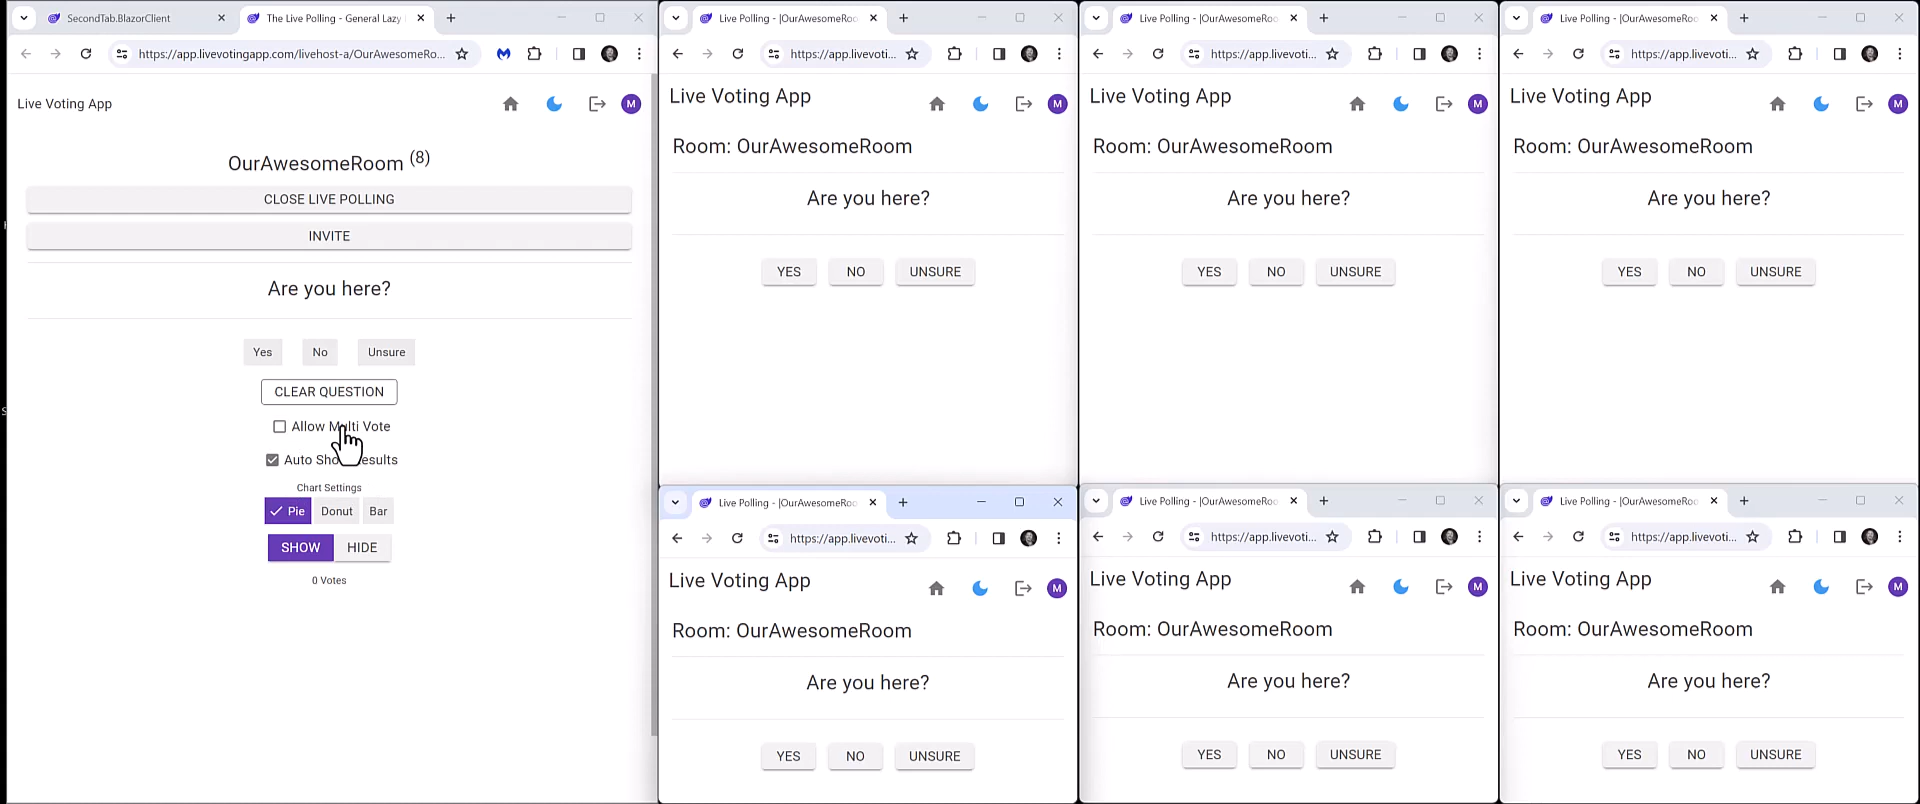 SecondTab.BlazorClient
The Live Polling - General Lazy
https://app.livevotingapp.com/livehost-a/OurAwesomeRo...
Live Voting App
M
OurAwesomeRoom (8)
CLOSE LIVE POLLING
INVITE
Are you here?
Yes No Unsure
CLEAR QUESTION
Allow Multi Vote
Auto Show Results
Chart Settings
Pie Donut Bar
SHOW HIDE
0 Votes
Live Polling - |OurAwesomeRoo
https://app.livevoti...
Live Voting App
M
Room: OurAwesomeRoom
Are you here?
YES NO UNSURE
Live Polling - |OurAwesomeRoo
https://app.livevoti...
Live Voting App
M
Room: OurAwesomeRoom
Are you here?
YES NO UNSURE
Live Polling - |OurAwesomeRoo
https://app.livevoti...
Live Voting App
M
Room: OurAwesomeRoom
Are you here?
YES NO UNSURE
Live Polling - |OurAwesomeRoo
https://app.livevoti...
Live Voting App
M
Room: OurAwesomeRoom
Are you here?
YES NO UNSURE
Live Polling - |OurAwesomeRoo
https://app.livevoti...
Live Voting App
M
Room: OurAwesomeRoom
Are you here?
YES NO UNSURE
Live Polling - |OurAwesomeRoo
https://app.livevoti...
Live Voting App
M
Room: OurAwesomeRoom
Are you here?
YES NO UNSURE